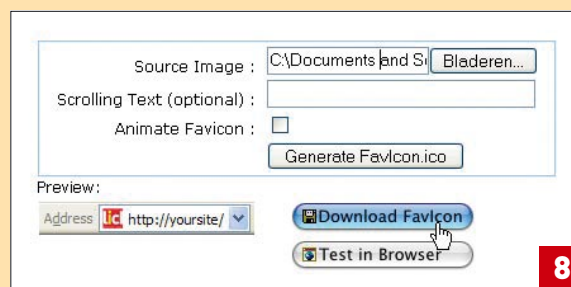 Source Image : C:\Documents and S Bladeren...
Scrolling Text (optional) :
Animate Favicon :
Generate FavIcon.ico
Preview:
Address http://yoursite/
Download FavIcon
Test in Browser
8